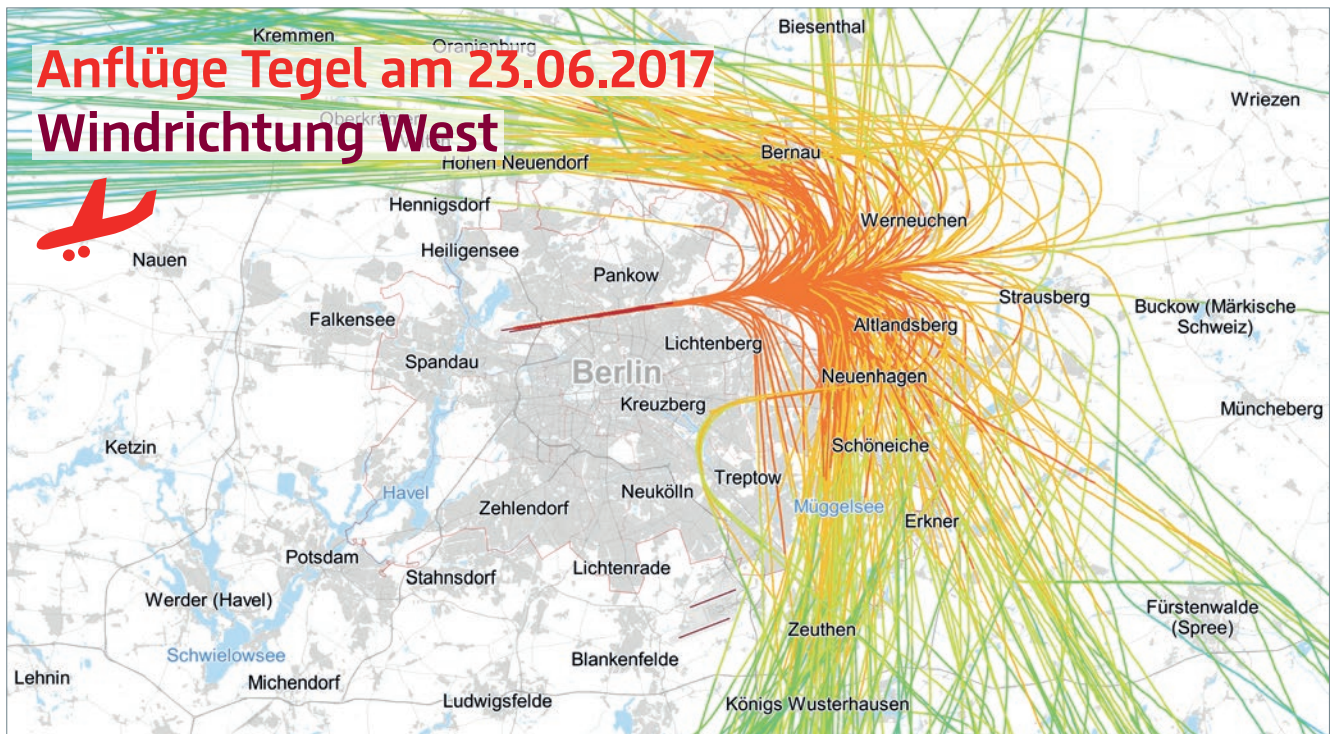 Biesenthal
Kremmen
Oranienburg
Anflüge Tegel am 23.06.2017
Wriezen
Oberkrämer
Windrichtung West
Bernau
Hohen Neuendorf
Hennigsdorf
Werneuchen
Heiligensee
Nauen
Pankow
Strausberg
Buckow (Märkische
Schweiz)
Falkensee
Altlandsberg
Lichtenberg
Spandau
Berlin
Neuenhagen
Kreuzberg
Müncheberg
Ketzin
Schöneiche
Treptow
Neukölln
Havel
Zehlendorf
Müggelsee
Erkner
Potsdam
Lichtenrade
Stahnsdorf
Werder (Havel)
Fürstenwalde
(Spree)
Zeuthen
Schwielowsee
Blankenfelde
Lehnin
Michendorf
Ludwigsfelde
Königs Wusterhausen